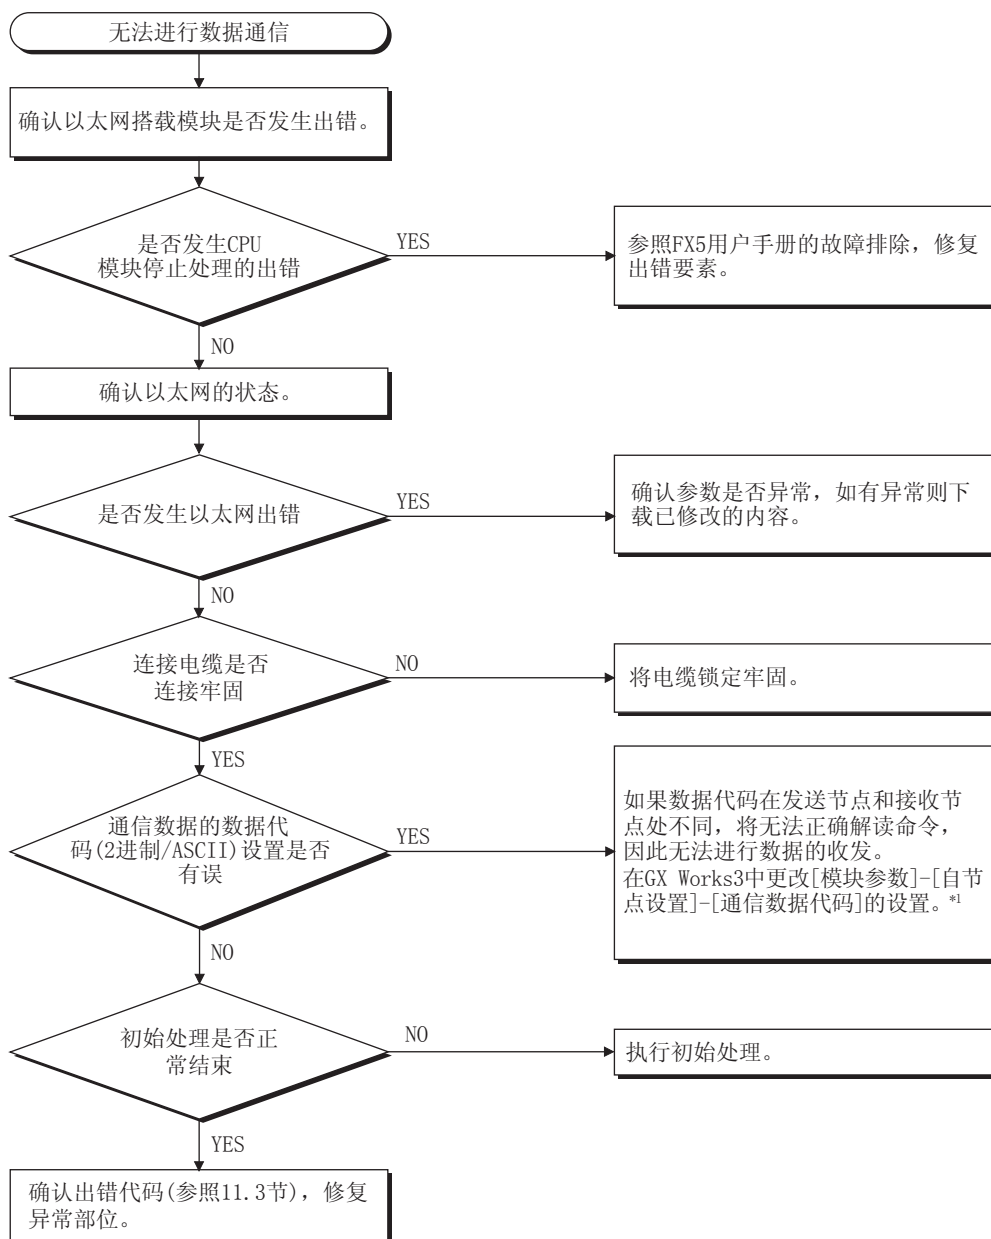 无法进行数据通信
确认以太网搭载模块是否发生出错。
是否发生CPU
模块停止处理的出错
YES
参照FX5用户手册的故障排除，修复
出错要素。
NO
确认以太网的状态。
是否发生以太网出错
YES
确认参数是否异常，如有异常则下
载已修改的内容。
NO
连接电缆是否
连接牢固
NO
将电缆锁定牢固。
YES
通信数据的数据代
码(2进制/ASCII)设置是否
有误
YES
如果数据代码在发送节点和接收节
点处不同，将无法正确解读命令，
因此无法进行数据的收发。
在GX Works3中更改[模块参数]-[自节
点设置]-[通信数据代码]的设置。*1
NO
初始处理是否正
常结束
NO
执行初始处理。
YES
确认出错代码(参照11.3节)，修复
异常部位。